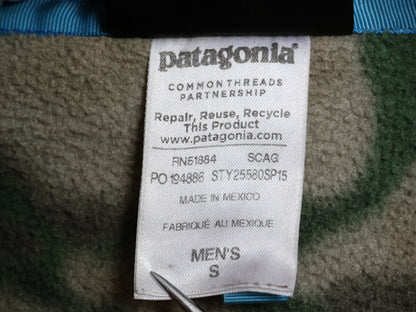 patagonia®
COMMON THREADS
PARTNERSHIP
Repair, Reuse, Recycle
This Product
www.patagonia.com
RN51884 SCAG
PO 194886 STY25580SP15
MADE IN MEXICO
FABRIQUÉ AU MEXIQUE
MEN'S
S